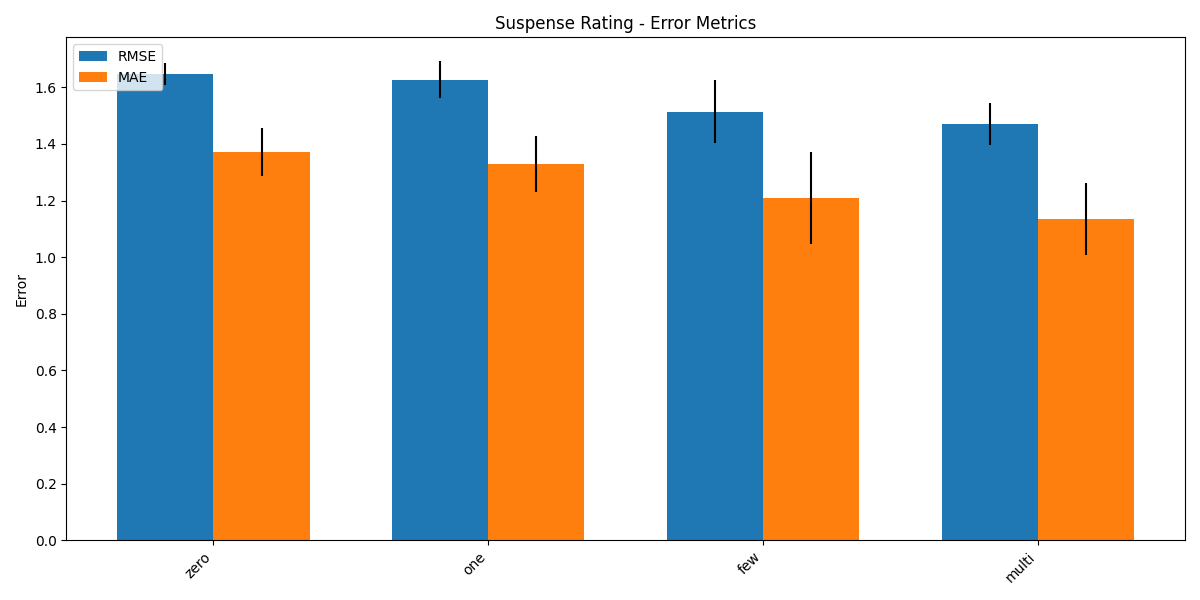 Suspense Rating - Error Metrics
RMSE
MAE
Error
1.6
1.4
1.2
1.0
0.8
0.6
0.4
0.2
0.0
zero
one
few
multi